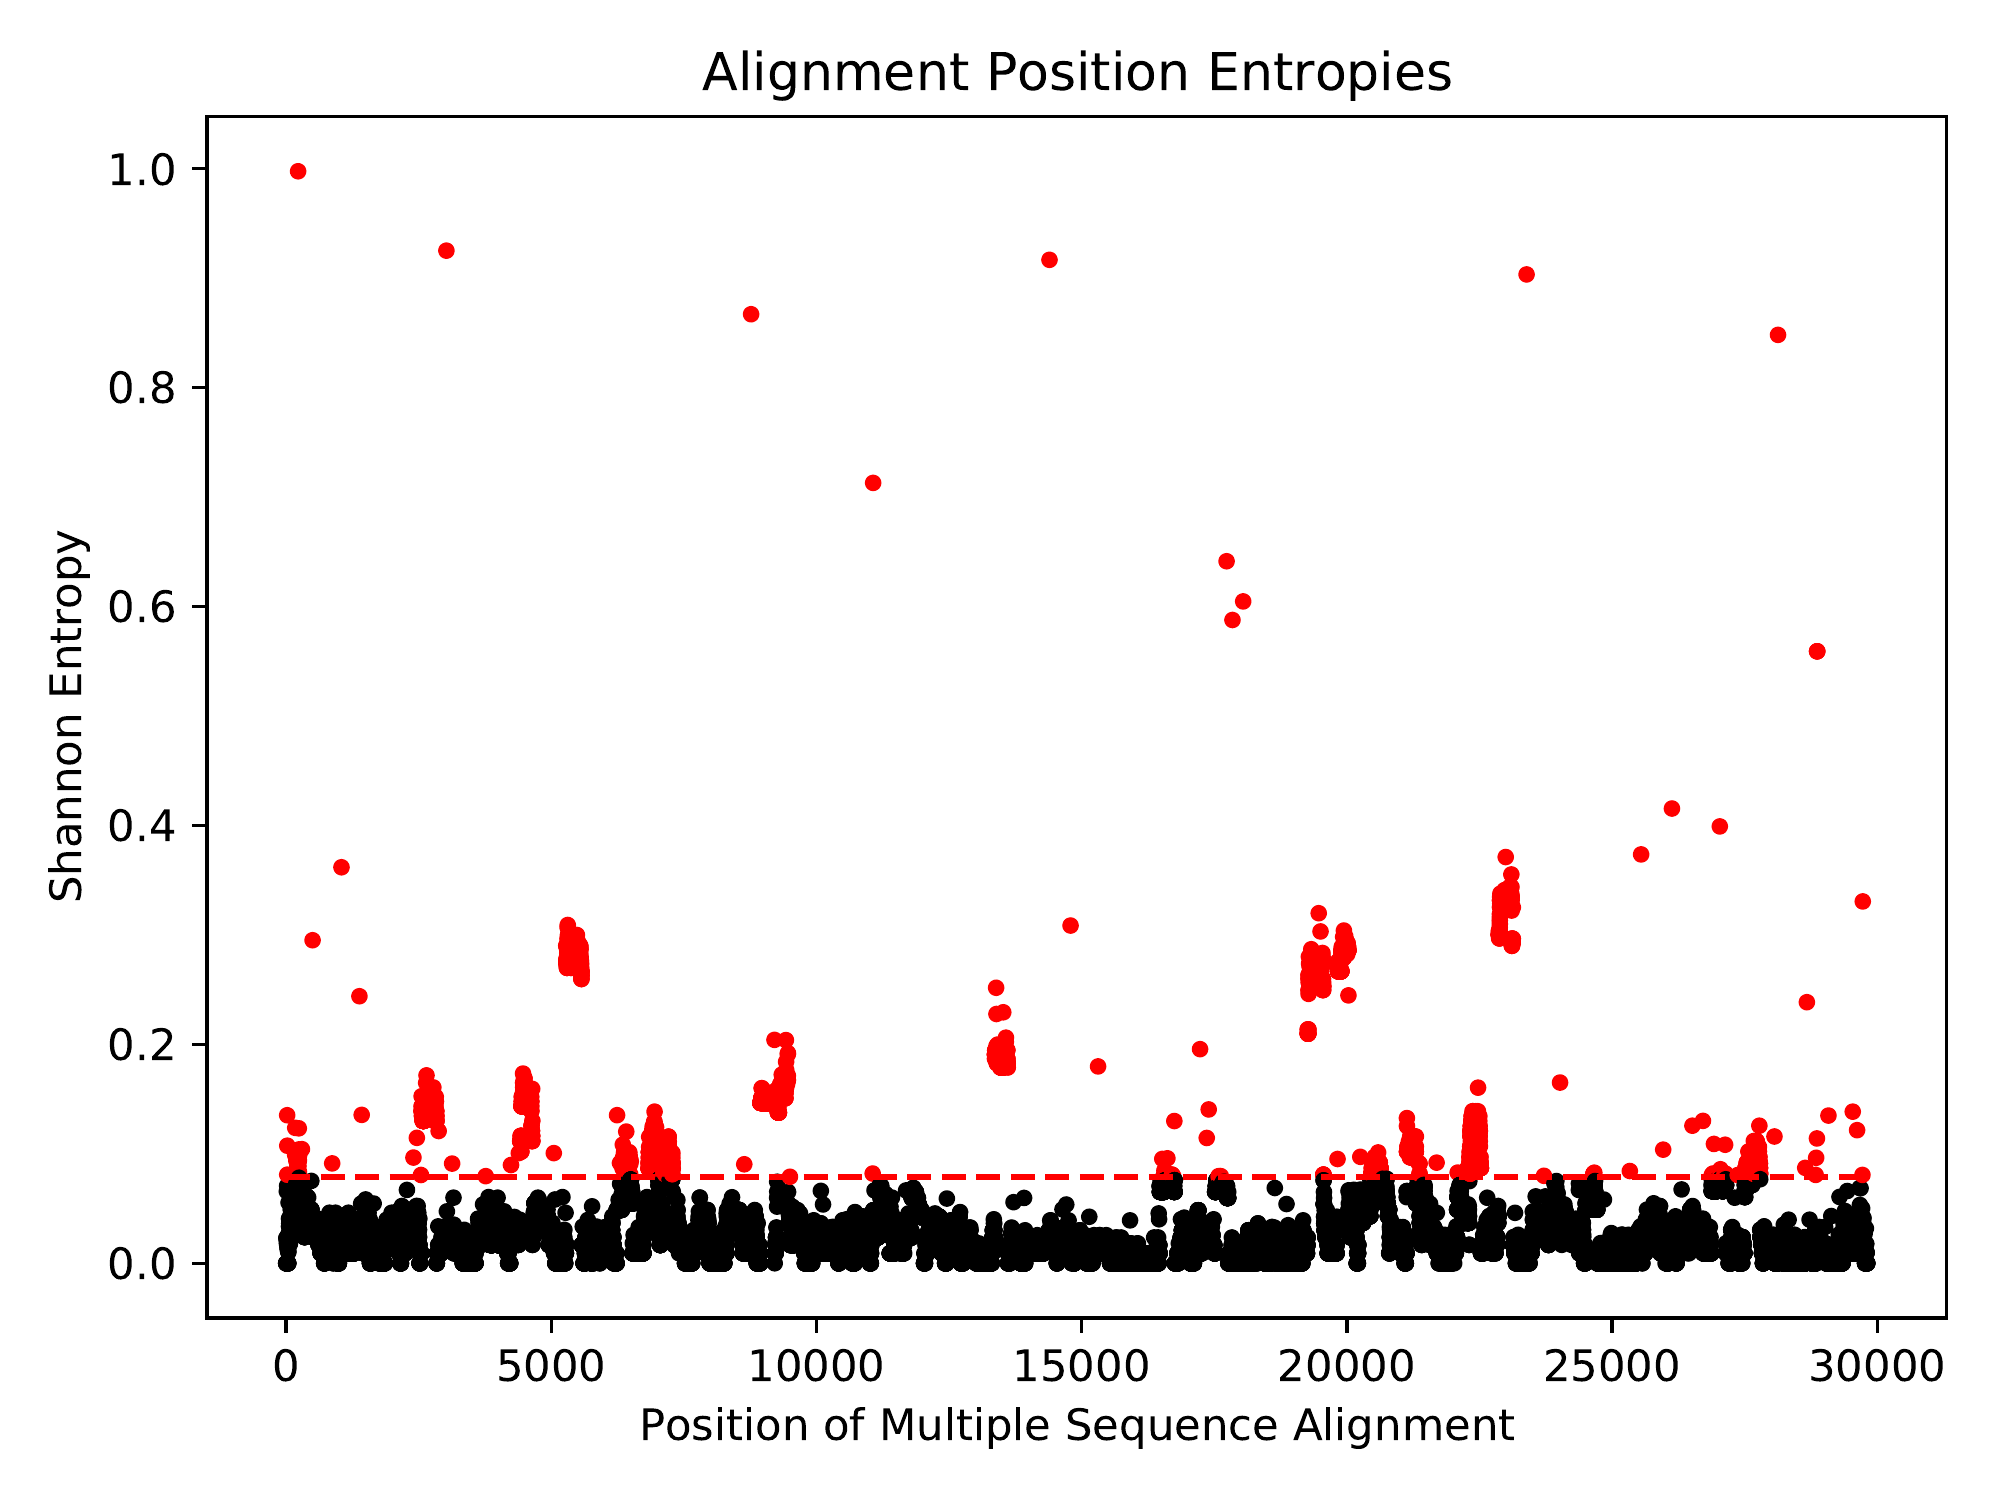 Alignment Position Entropies
Shannon Entropy
1.0
0.8
0.6
0.4
0.2
0.0
0 5000 10000 15000 20000 25000 30000
Position of Multiple Sequence Alignment